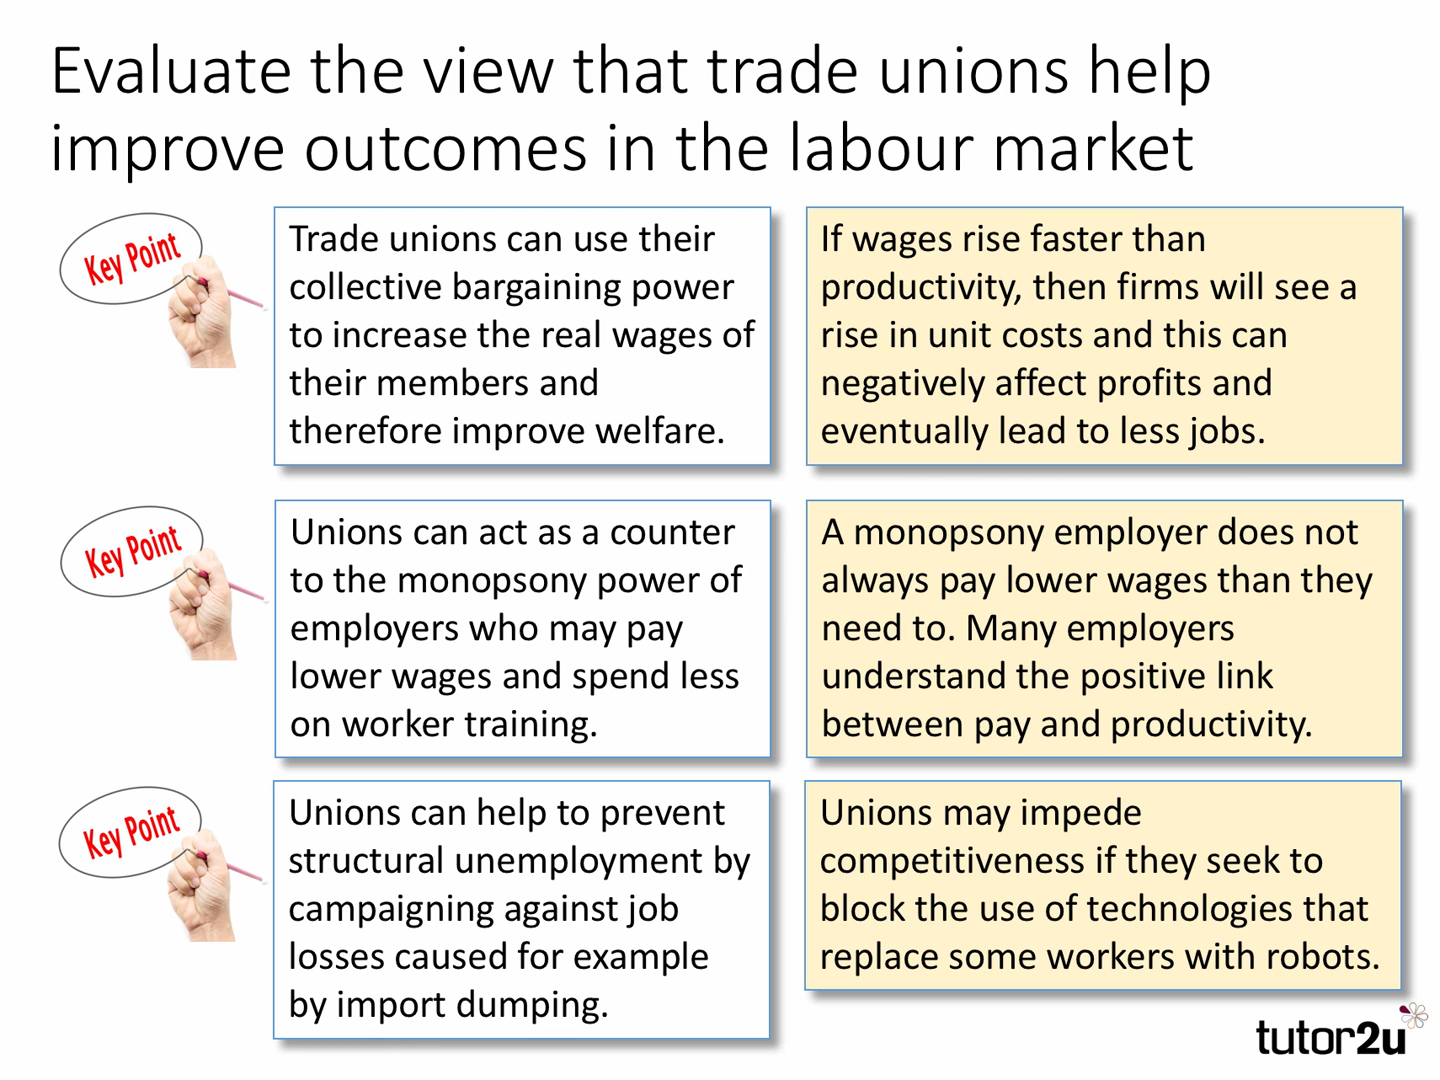 Evaluate the view that trade unions help
improve outcomes in the labour market
Key Point
Trade unions can use their
collective bargaining power
to increase the real wages of
their members and
therefore improve welfare.
If wages rise faster than
productivity, then firms will see a
rise in unit costs and this can
negatively affect profits and
eventually lead to less jobs.
Key Point
Unions can act as a counter
to the monopsony power of
employers who may pay
lower wages and spend less
on worker training.
A monopsony employer does not
always pay lower wages than they
need to. Many employers
understand the positive link
between pay and productivity.
Key Point
Unions can help to prevent
structural unemployment by
campaigning against job
losses caused for example
by import dumping.
Unions may impede
competitiveness if they seek to
block the use of technologies that
replace some workers with robots.
tutor2u